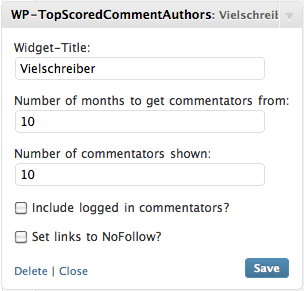 WP-TopScoredCommentAuthors: Vielschreib
Widget-Title:
Vielschreiber
Number of months to get commentators from:
10
Number of commentators shown:
10
Include logged in commentators?
Set links to NoFollow?
Delete | Close
Save